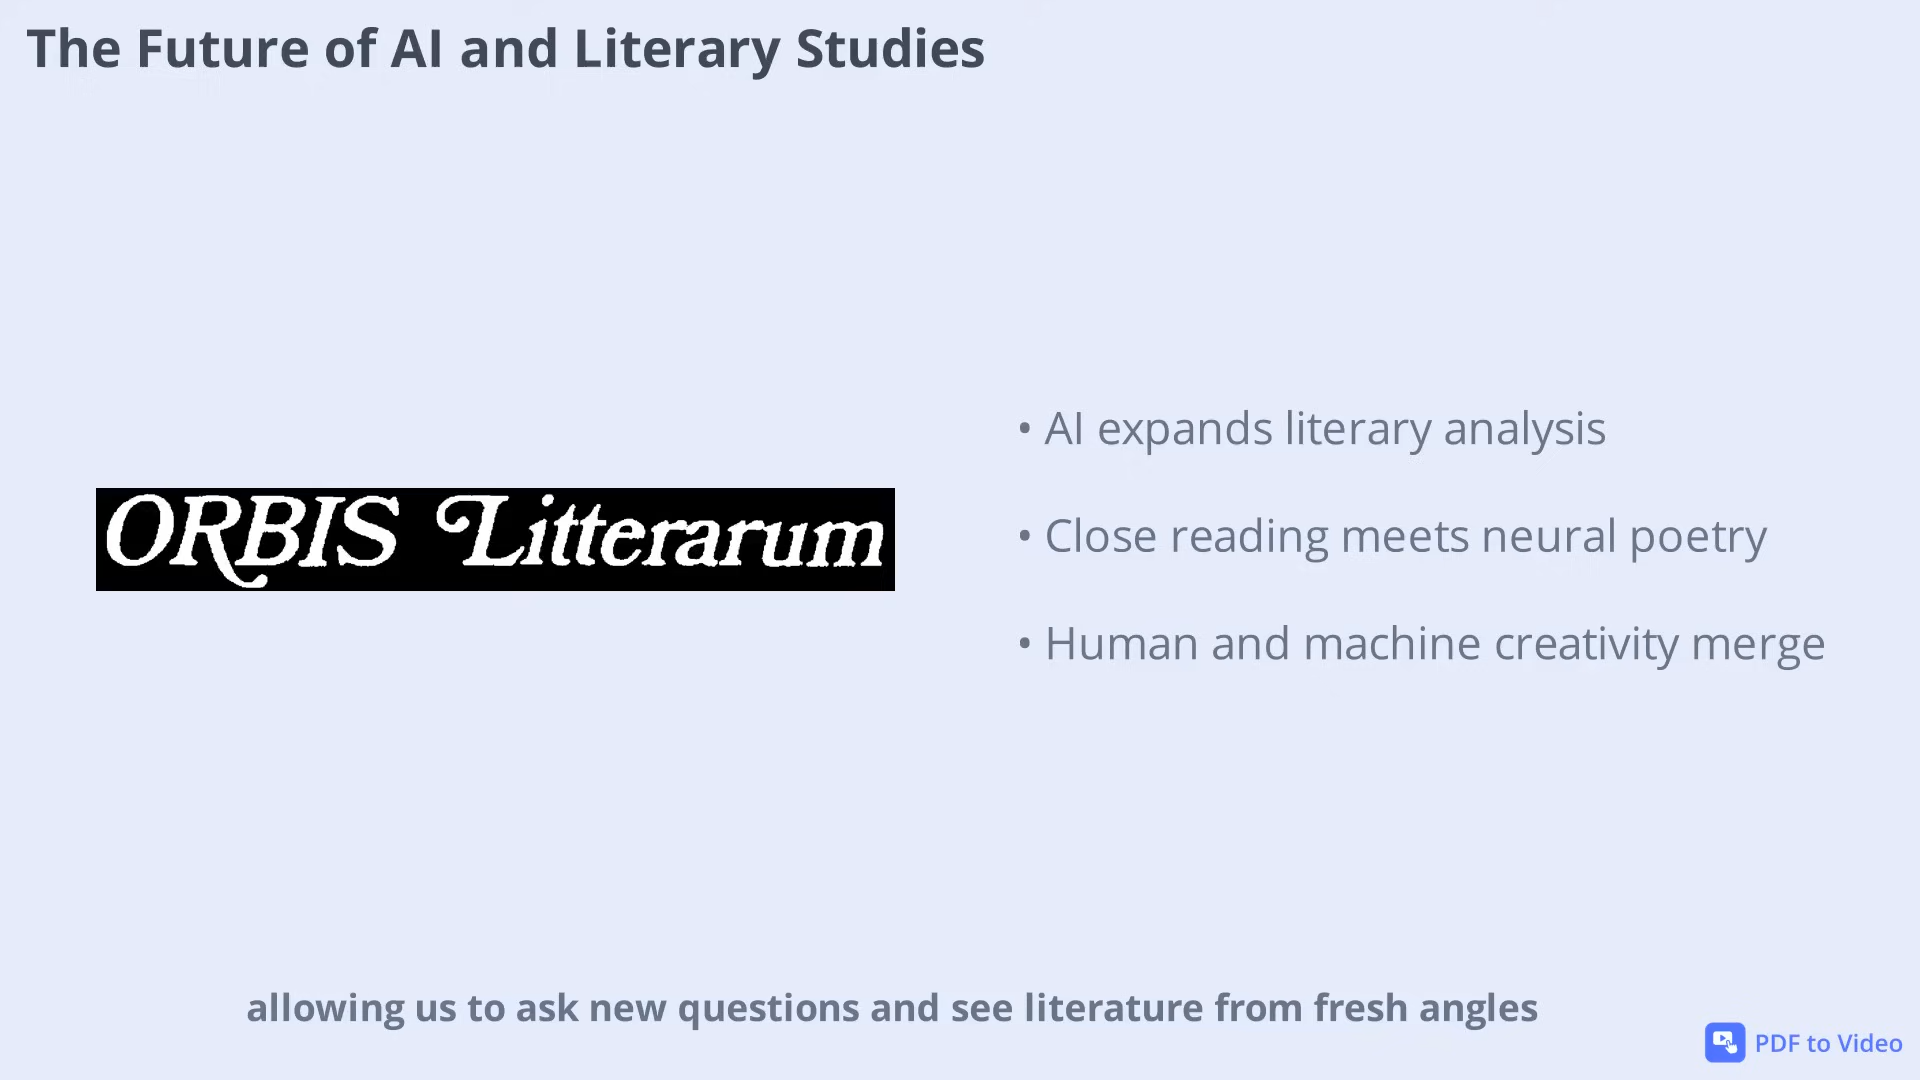 The Future of AI and Literary Studies
ORBIS Litterarum
• AI expands literary analysis
• Close reading meets neural poetry
• Human and machine creativity merge
allowing us to ask new questions and see literature from fresh angles
PDF to Video